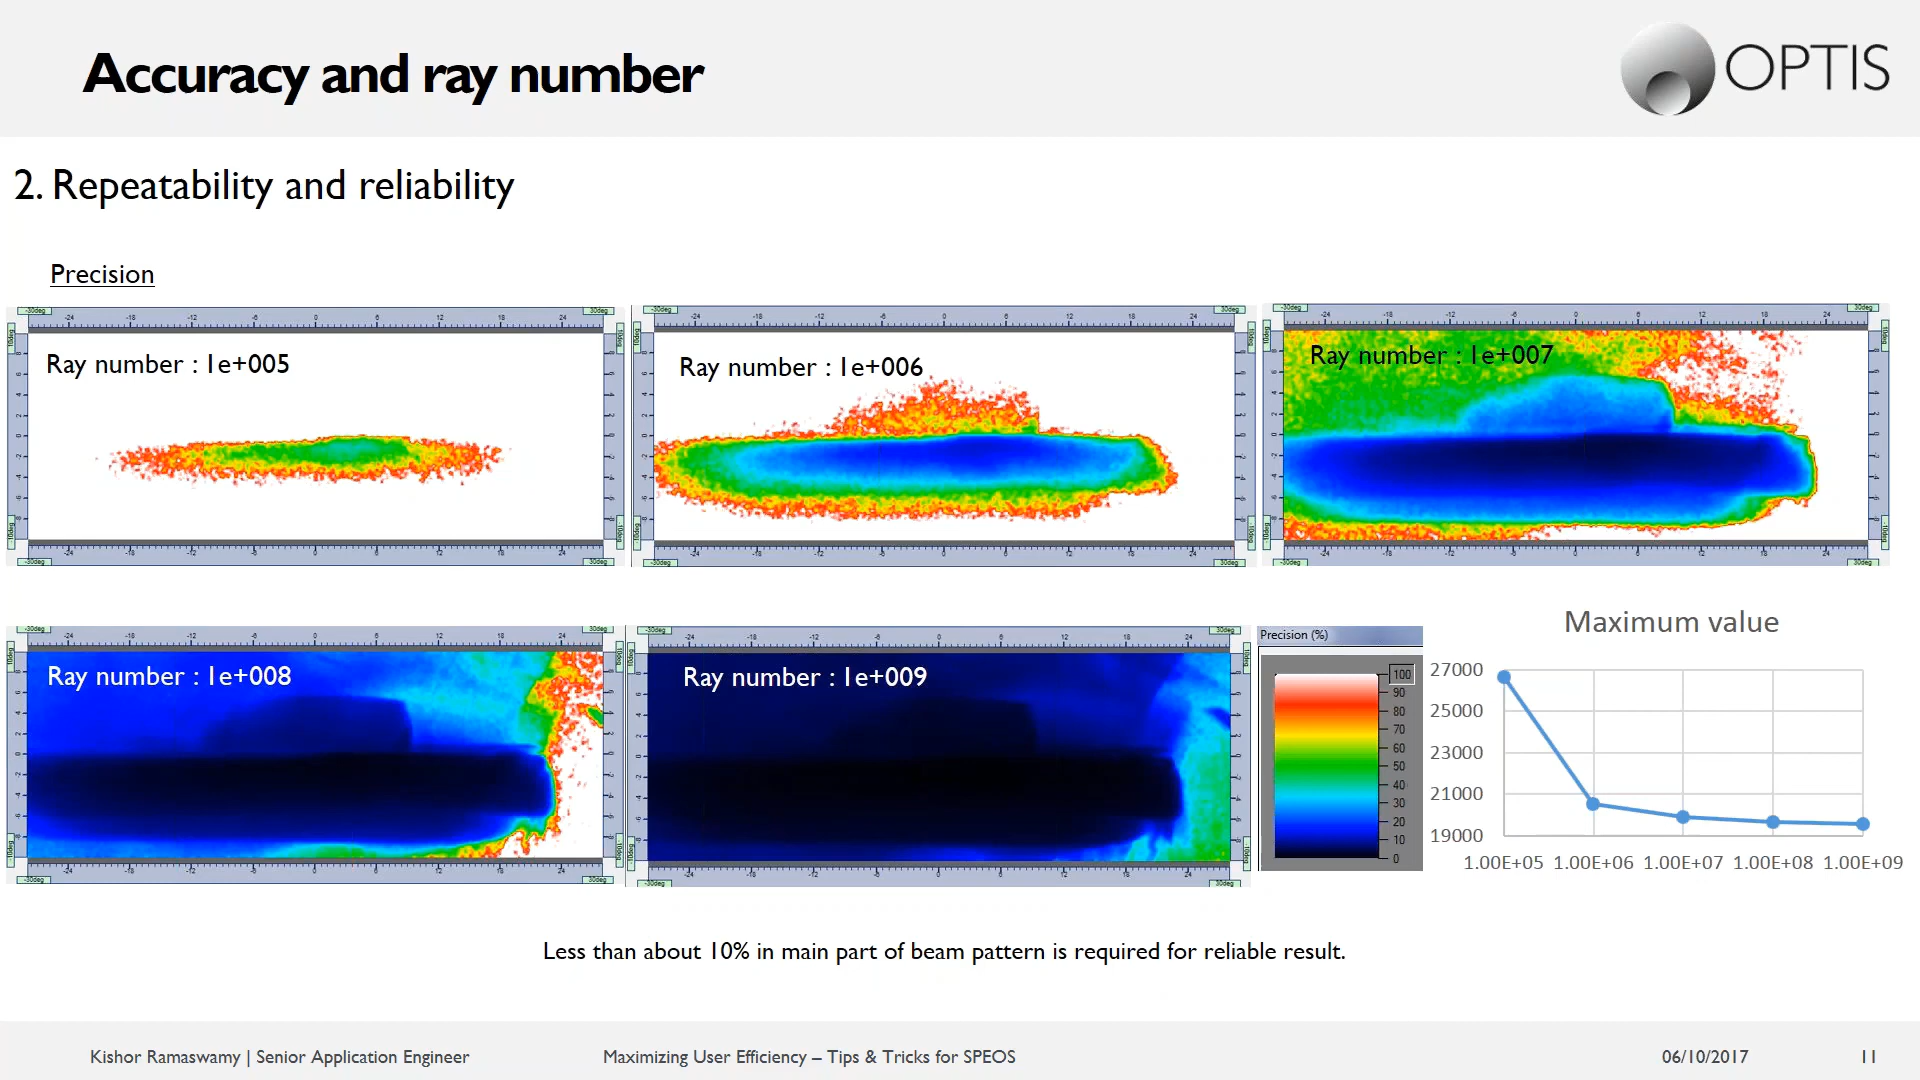 Accuracy and ray number
OPTIS
2. Repeatability and reliability
Precision
Ray number : 1e+005
Ray number : 1e+006
Ray number : 1e+007
Ray number : 1e+008
Ray number : 1e+009
Precision (%)
100
90
80
70
60
50
40
30
20
10
0
Maximum value
27000
25000
23000
21000
19000
1.00E+05 1.00E+06 1.00E+07 1.00E+08 1.00E+09
Less than about 10% in main part of beam pattern is required for reliable result.
Kishor Ramaswamy | Senior Application Engineer
Maximizing User Efficiency – Tips & Tricks for SPEOS
06/10/2017
11